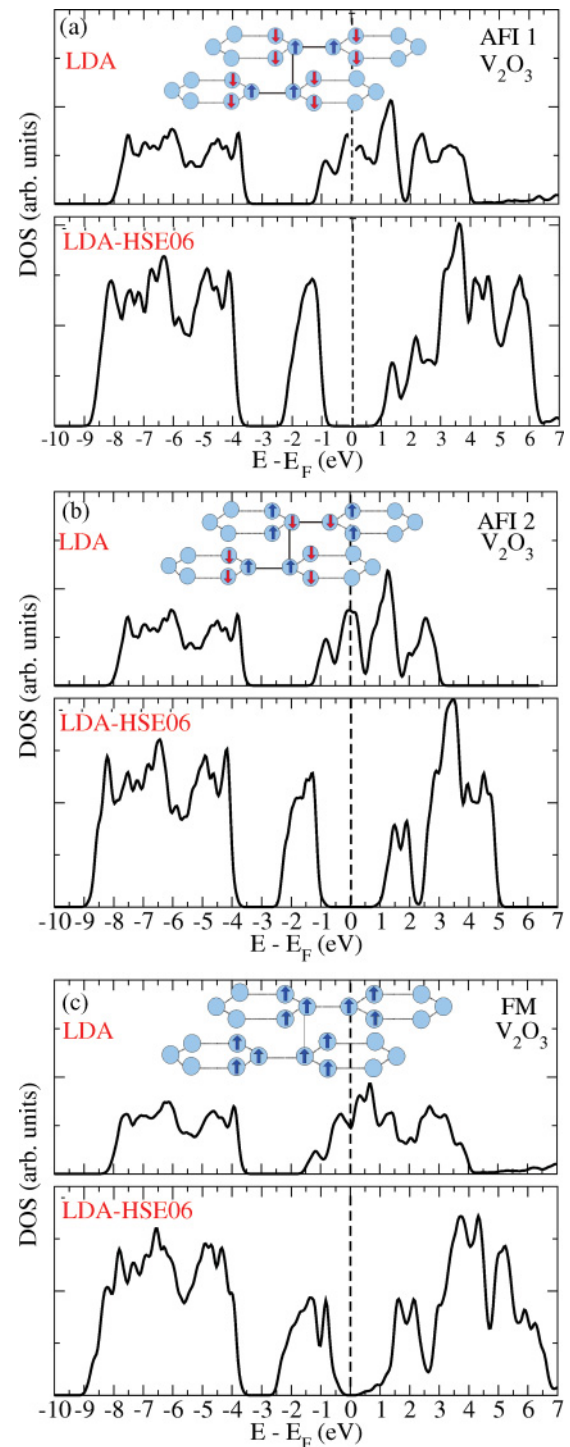 (a)
LDA
AFI 1
V₂O₃
LDA-HSE06
DOS (arb. units)
-10 -9 -8 -7 -6 -5 -4 -3 -2 -1 0 1 2 3 4 5 6 7
E - E_F (eV)
(b)
LDA
AFI 2
V₂O₃
LDA-HSE06
DOS (arb. units)
-10 -9 -8 -7 -6 -5 -4 -3 -2 -1 0 1 2 3 4 5 6 7
E - E_F (eV)
(c)
LDA
FM
V₂O₃
LDA-HSE06
DOS (arb. units)
-10 -9 -8 -7 -6 -5 -4 -3 -2 -1 0 1 2 3 4 5 6 7
E - E_F (eV)